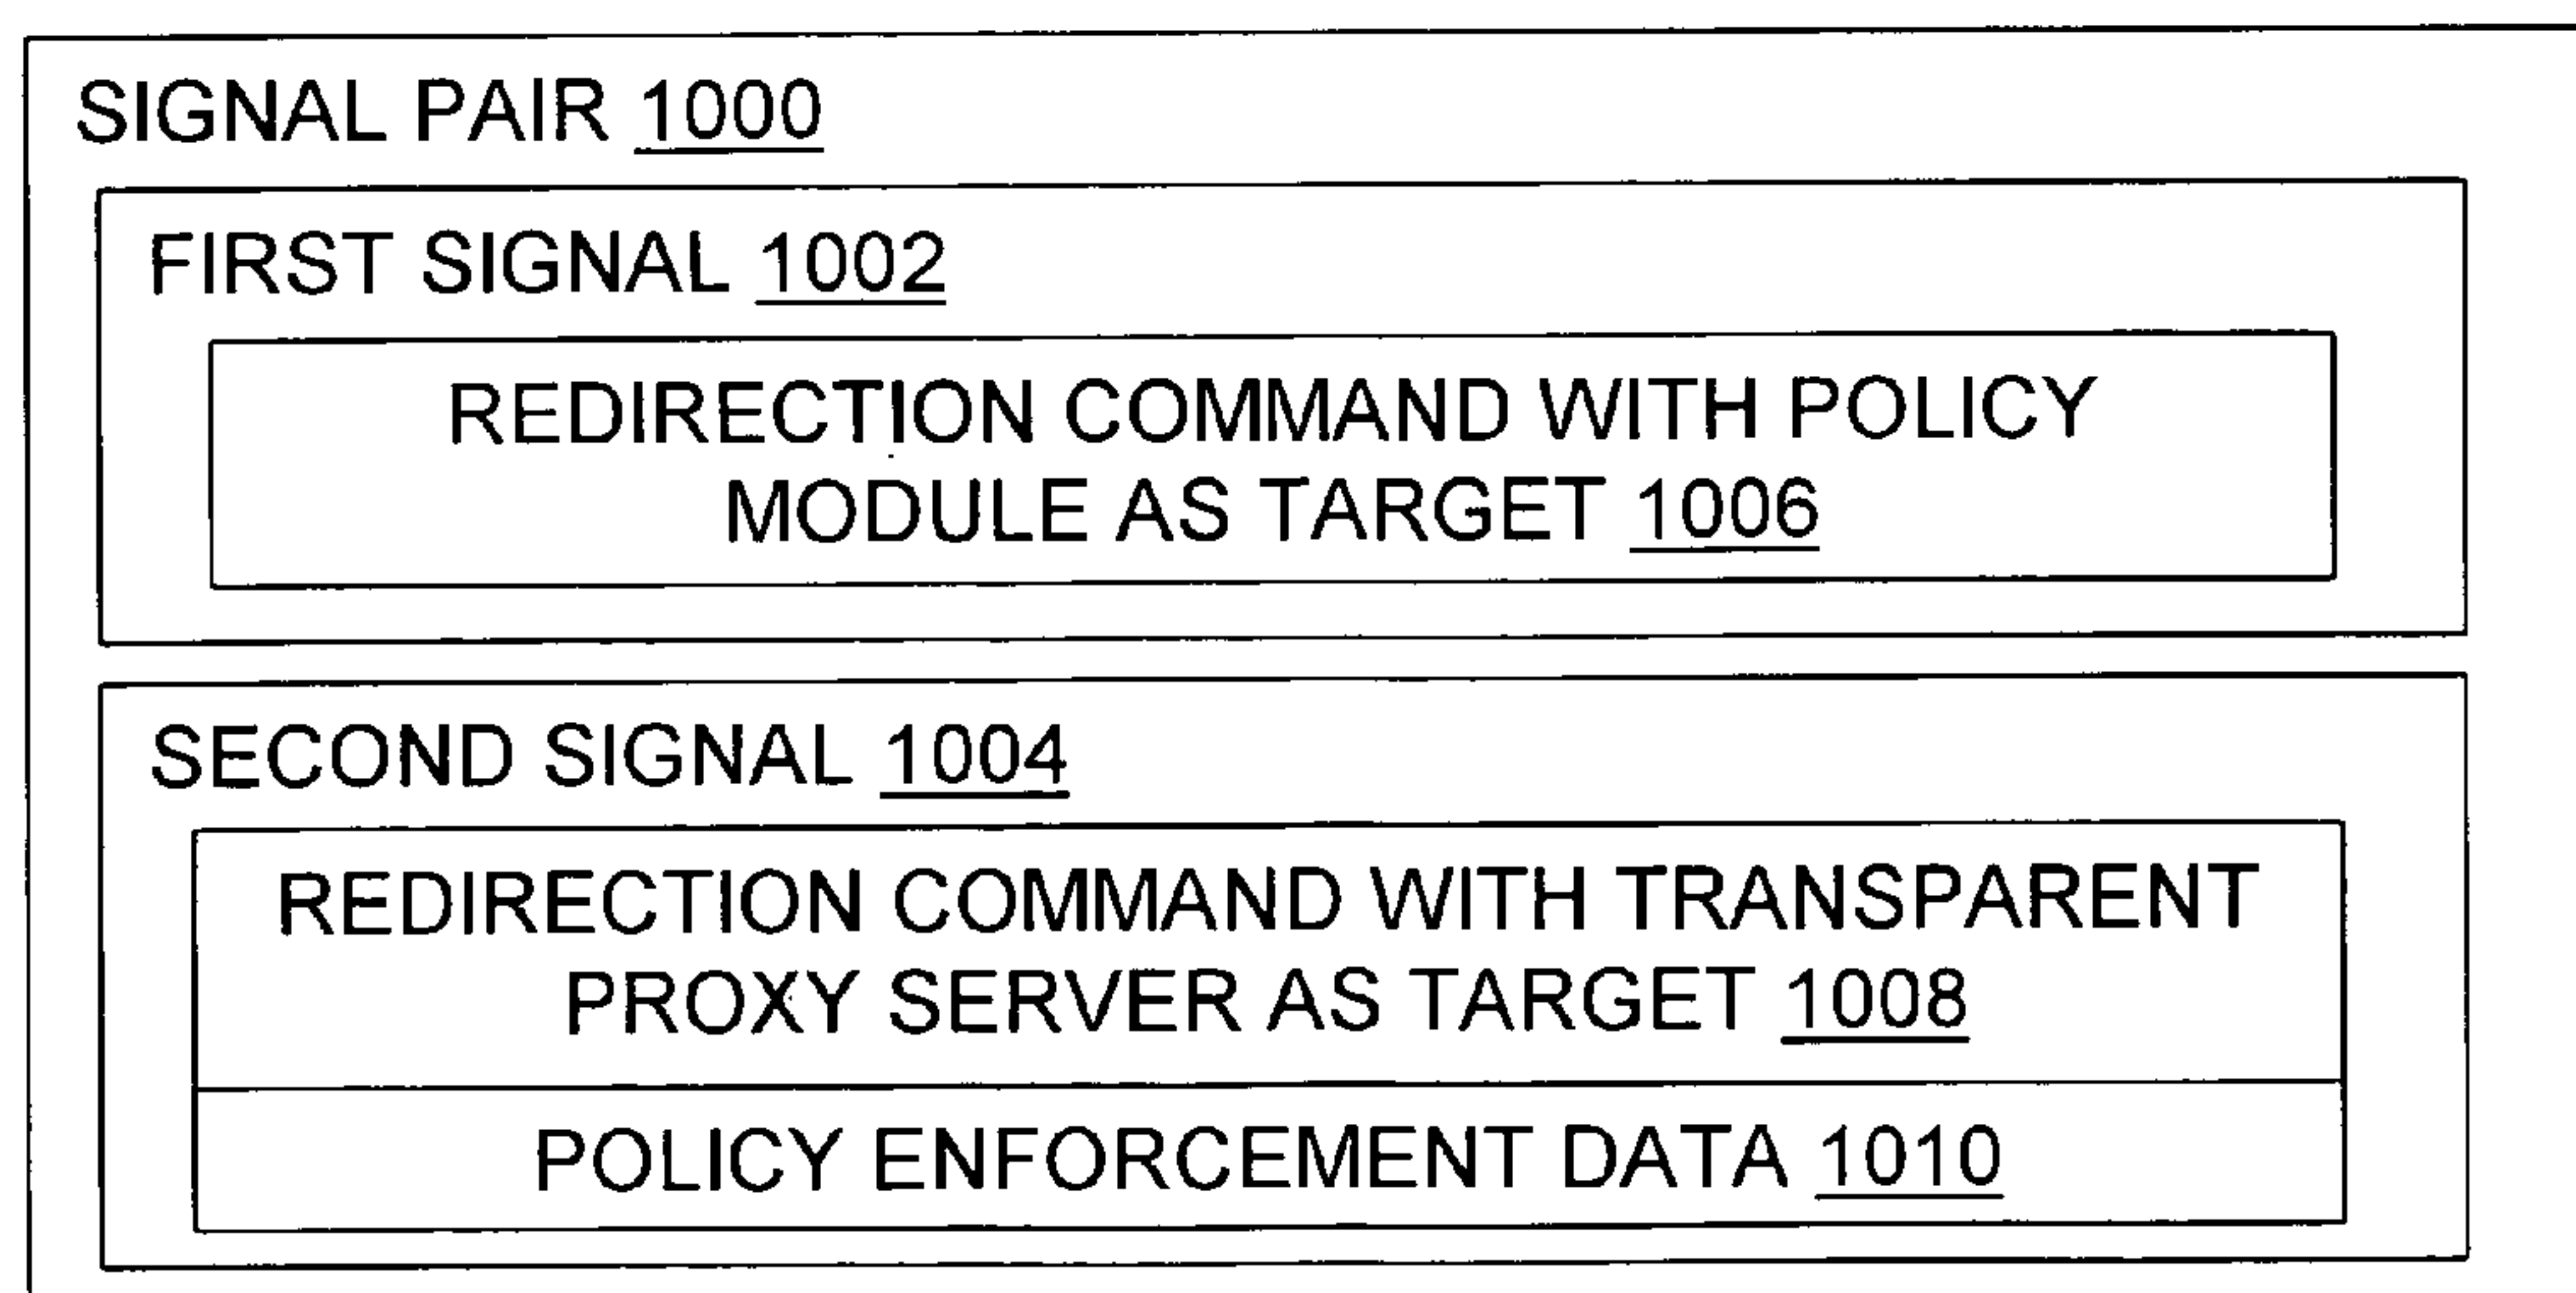 SIGNAL PAIR 1000
FIRST SIGNAL 1002
REDIRECTION COMMAND WITH POLICY
MODULE AS TARGET 1006
SECOND SIGNAL 1004
REDIRECTION COMMAND WITH TRANSPARENT
PROXY SERVER AS TARGET 1008
POLICY ENFORCEMENT DATA 1010